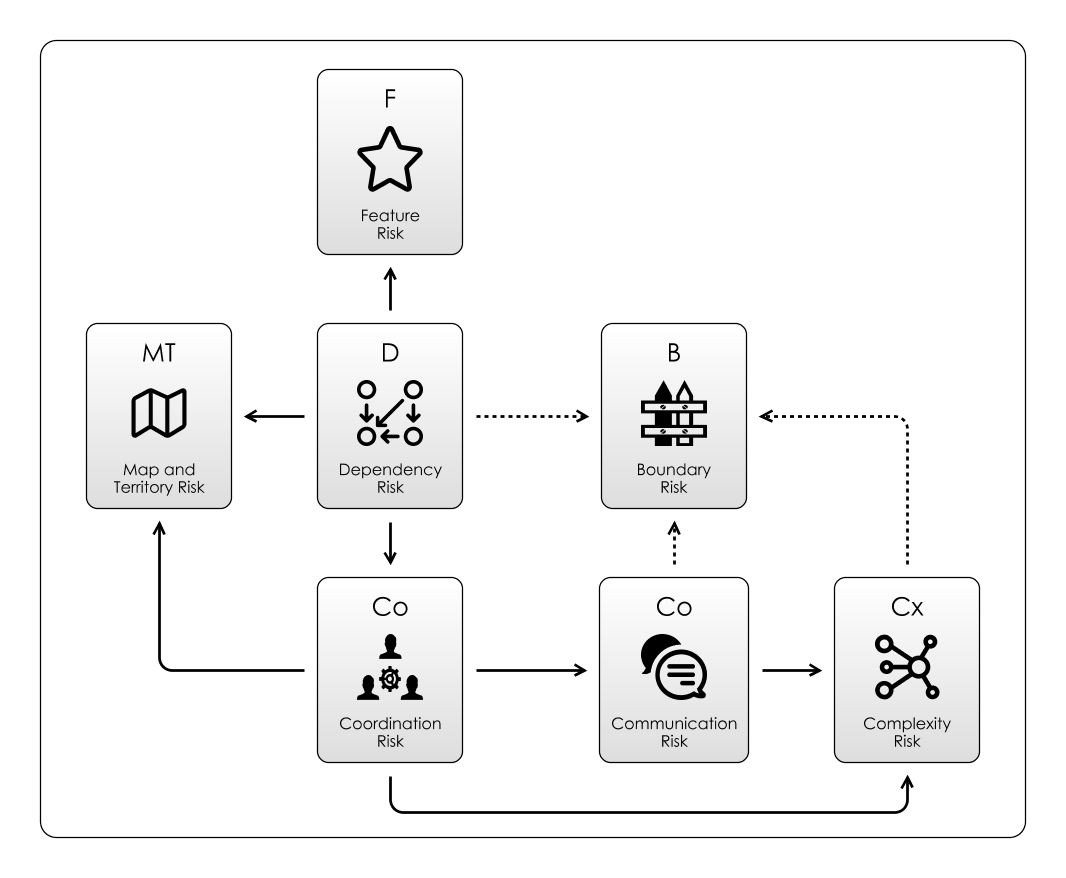 F
Feature
Risk
MT
Map and
Territory Risk
D
Dependency
Risk
B
Boundary
Risk
Co
Coordination
Risk
Co
Communication
Risk
Cx
Complexity
Risk